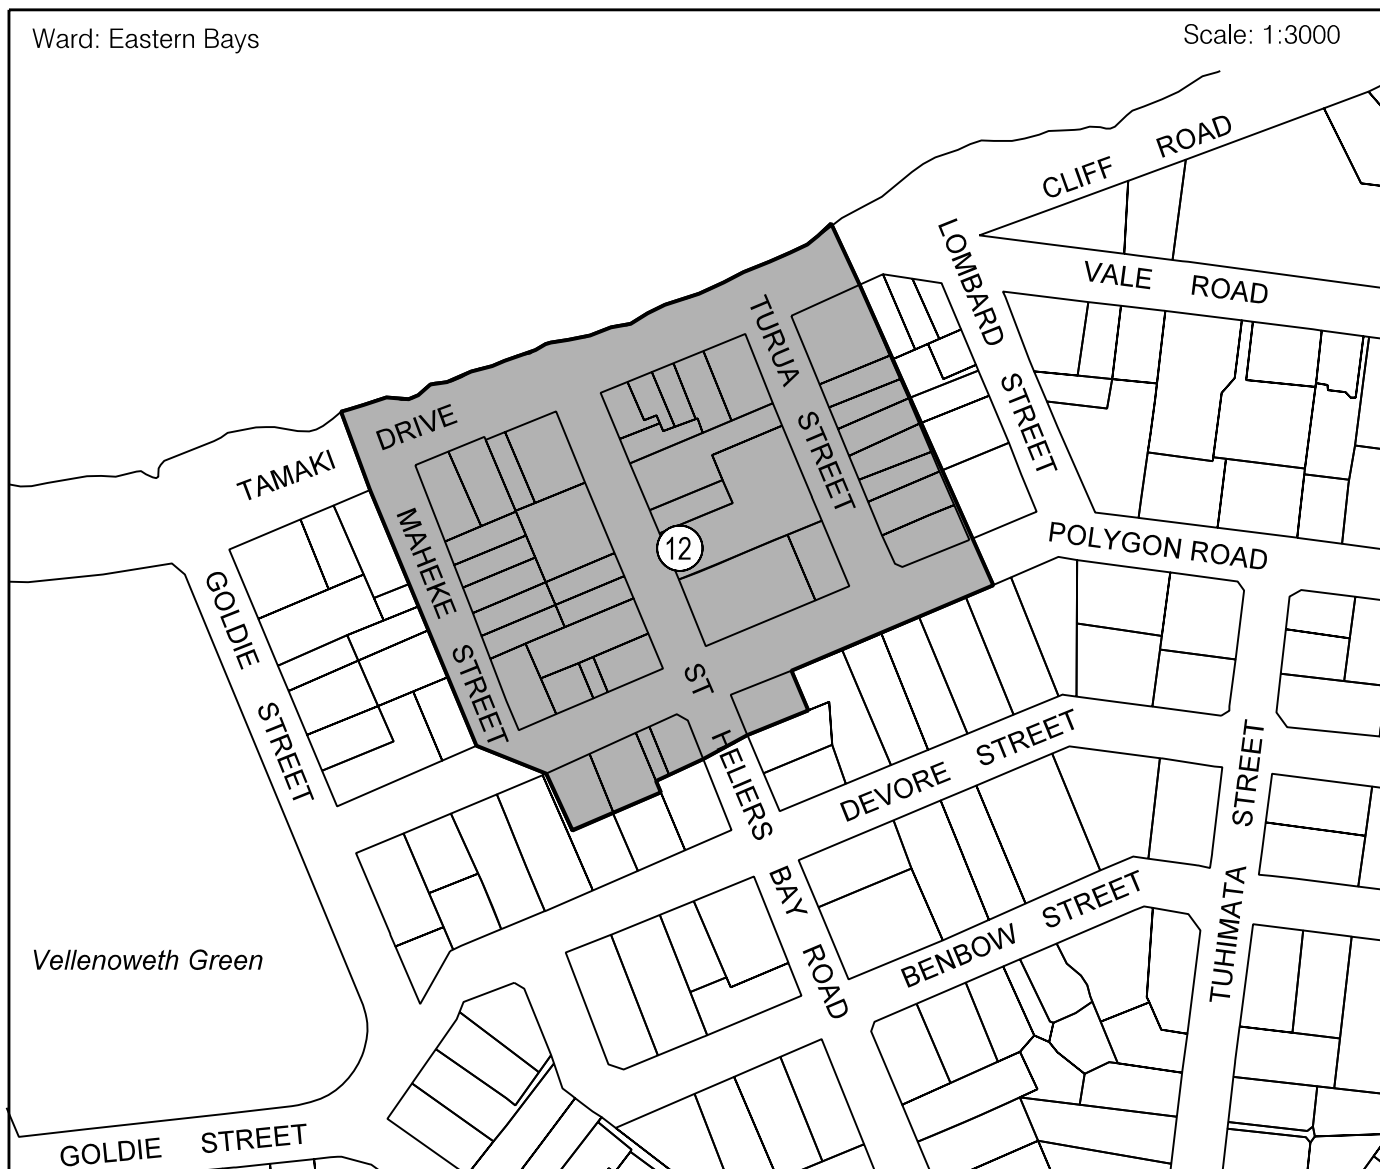 Ward: Eastern Bays
Scale: 1:3000
CLIFF ROAD
LOMBARD STREET
VALE ROAD
TURUA STREET
TAMAKI DRIVE
MAHEKE STREET
12
POLYGON ROAD
GOLDIE STREET
ST HELIERS BAY ROAD
DEVORE STREET
TUHIMATA STREET
BENBOW STREET
Vellenoweth Green
GOLDIE STREET